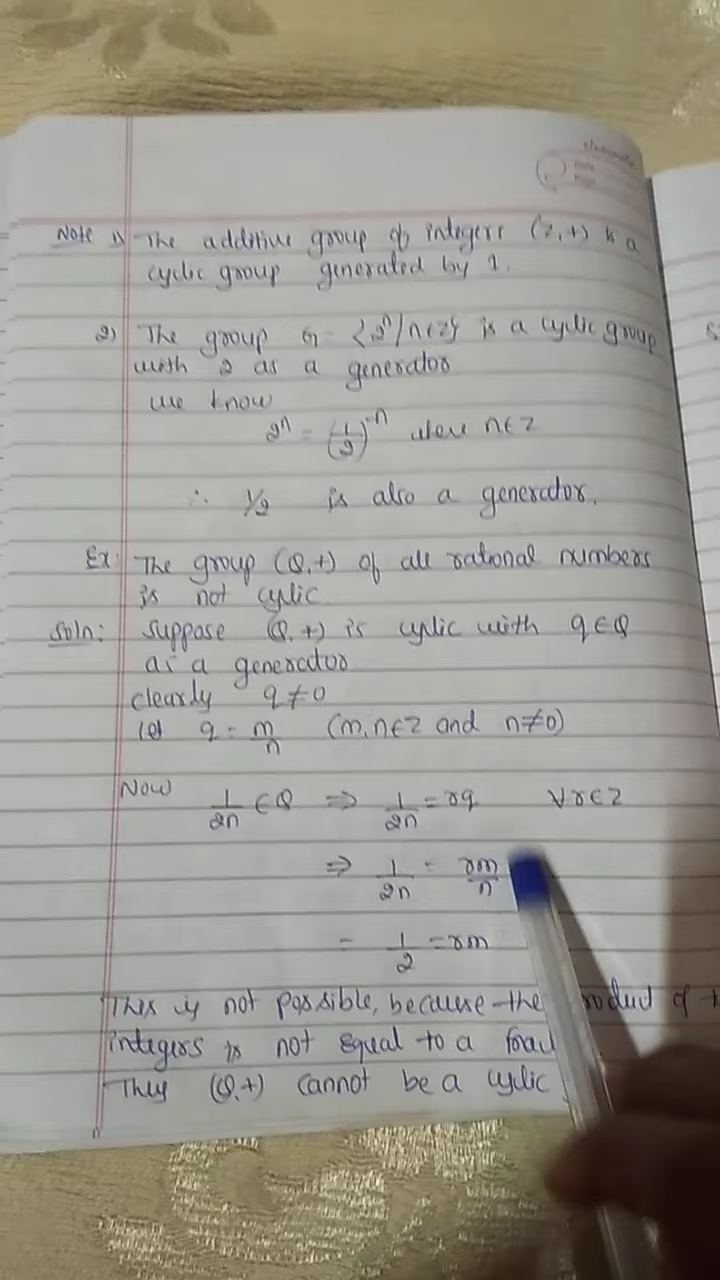 classmate
Date
Page
Note 1) The additive group of integers (Z,+) is a
cyclic group generated by 1.
2) The group G = {2ⁿ/n∈Z} is a cyclic group
with 2 as a generator
we know
2ⁿ = (1/2)⁻ⁿ where n∈Z
∴ 1/2 is also a generator.
Ex: The group (Q,+) of all rational numbers
is not cyclic
Soln: Suppose (Q,+) is cyclic with q∈Q
as a generator
clearly q≠0
let q = m/n (m,n∈Z and n≠0)
Now 1/2n ∈ Q ⇒ 1/2n = rq ∀r∈Z
⇒ 1/2n = rm/n
= 1/2 = rm
This is not possible, because the product of
integers is not equal to a
Thus (Q,+) cannot be a cyclic